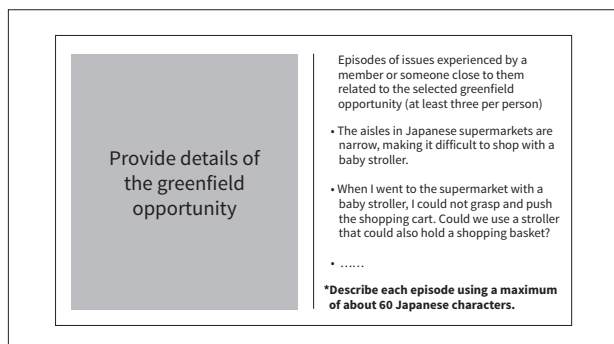 Provide details of
the greenfield
opportunity
Episodes of issues experienced by a
member or someone close to them
related to the selected greenfield
opportunity (at least three per person)
• The aisles in Japanese supermarkets are
narrow, making it difficult to shop with a
baby stroller.
• When I went to the supermarket with a
baby stroller, I could not grasp and push
the shopping cart. Could we use a stroller
that could also hold a shopping basket?
• ......
*Describe each episode using a maximum
of about 60 Japanese characters.